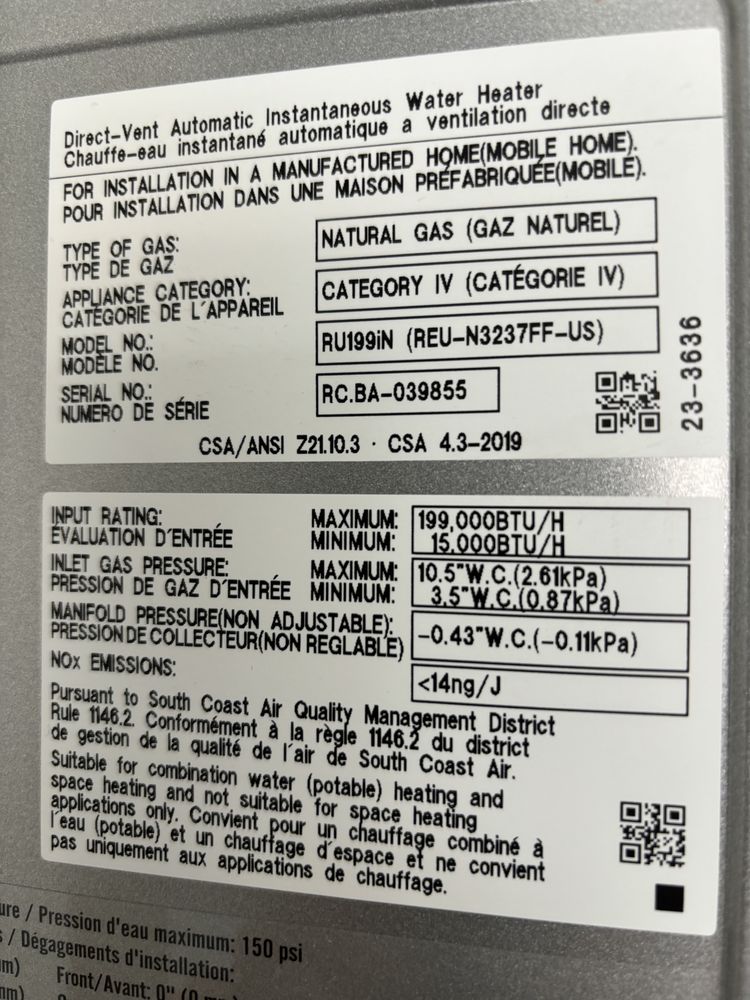 Direct-Vent Automatic Instantaneous Water Heater
Chauffe-eau instantané automatique a ventilation directe
FOR INSTALLATION IN A MANUFACTURED HOME(MOBILE HOME).
POUR INSTALLATION DANS UNE MAISON PRÉFABRIQUÉE(MOBILE).
TYPE OF GAS: NATURAL GAS (GAZ NATUREL)
TYPE DE GAZ
APPLIANCE CATEGORY: CATEGORY IV (CATÉGORIE IV)
CATÉGORIE DE L'APPAREIL
MODEL NO.: RU199iN (REU-N3237FF-US)
MODÈLE NO.
SERIAL NO.: RC.BA-039855
NUMERO DE SÉRIE
23-3636
CSA/ANSI Z21.10.3 · CSA 4.3-2019
INPUT RATING: MAXIMUM: 199,000BTU/H
ÉVALUATION D'ENTRÉE MINIMUM: 15,000BTU/H
INLET GAS PRESSURE: MAXIMUM: 10.5"W.C.(2.61kPa)
PRESSION DE GAZ D'ENTRÉE MINIMUM: 3.5"W.C.(0.87kPa)
MANIFOLD PRESSURE(NON ADJUSTABLE): -0.43"W.C.(-0.11kPa)
PRESSION DE COLLECTEUR(NON REGLABLE)
NOx EMISSIONS: <14ng/J
Pursuant to South Coast Air Quality Management District
Rule 1146.2. Conformément à la règle 1146.2 du district
de gestion de la qualité de l'air de South Coast Air.
Suitable for combination water (potable) heating and
space heating and not suitable for space heating
applications only. Convient pour un chauffage combiné à
l'eau (potable) et un chauffage d'espace et ne convient
pas uniquement aux applications de chauffage.
/ Pression d'eau maximum: 150 psi
/ Dégagements d'installation:
Front/Avant: 0"